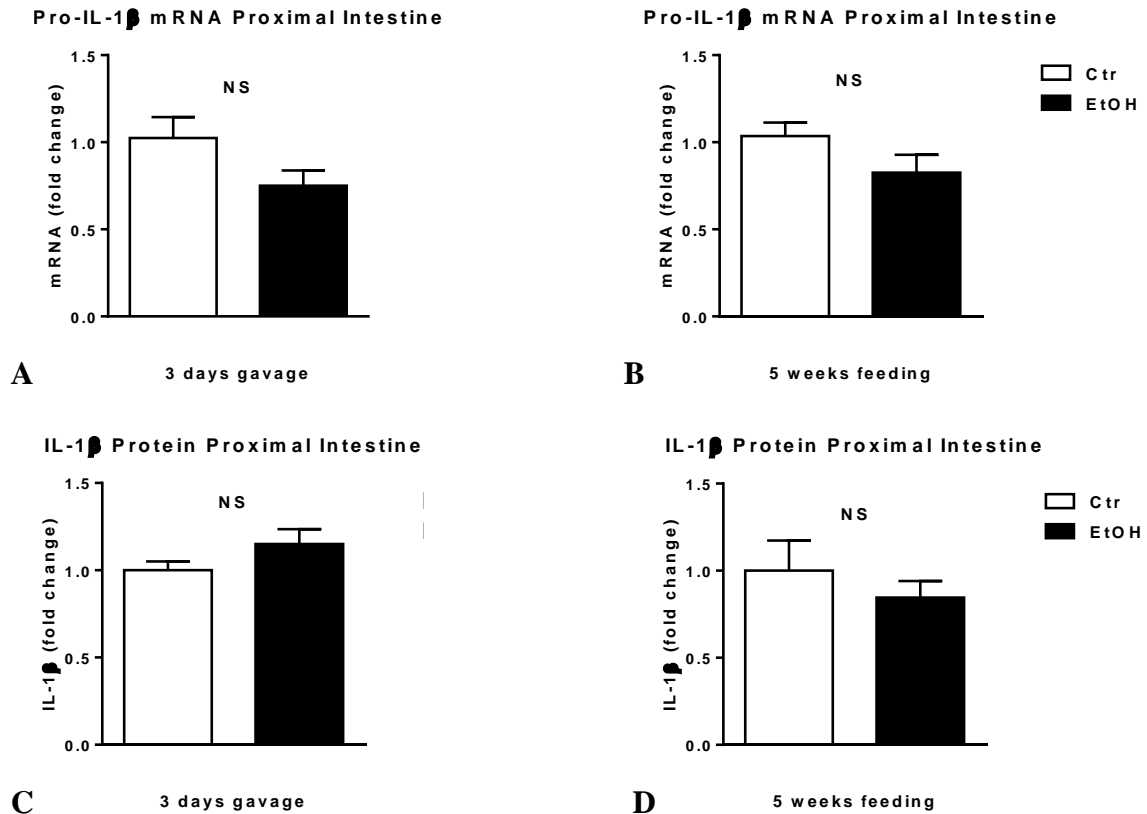 Pro-IL-1β mRNA Proximal Intestine
mRNA (fold change)
1.5
1.0
0.5
0.0
NS
3 days gavage
A
Pro-IL-1β mRNA Proximal Intestine
mRNA (fold change)
1.5
1.0
0.5
0.0
NS
Ctr
EtOH
5 weeks feeding
B
IL-1β Protein Proximal Intestine
IL-1β (fold change)
1.5
1.0
0.5
0.0
NS
3 days gavage
C
IL-1β Protein Proximal Intestine
IL-1β (fold change)
1.5
1.0
0.5
0.0
NS
Ctr
EtOH
5 weeks feeding
D